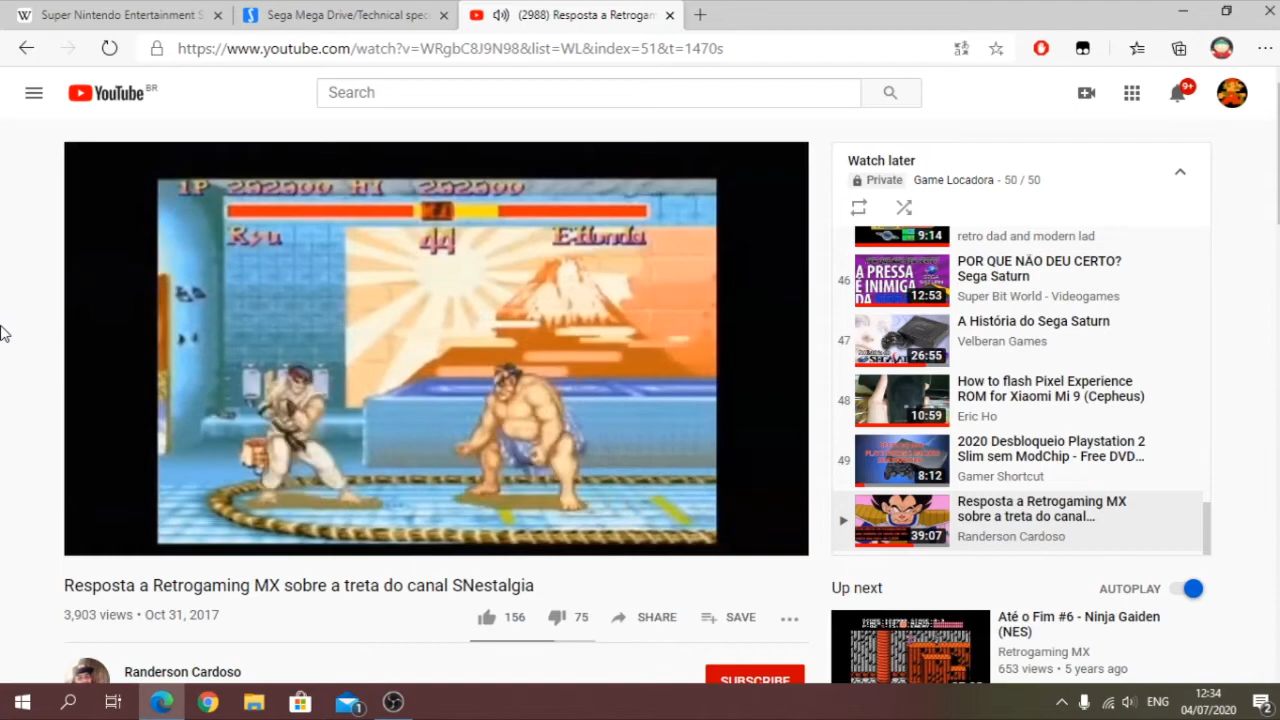 Super Nintendo Entertainment S
Sega Mega Drive/Technical spec
(2988) Resposta a Retrogam
https://www.youtube.com/watch?v=WRgbC8J9N98&list=WL&index=51&t=1470s
YouTube BR
Search
9+
1P 292900 HI 292900
Ryu
44
E.Honda
Watch later
Private Game Locadora - 50 / 50
9:14
retro dad and modern lad
46
A PRESSA
É INIMIGA
DA
12:53
POR QUE NÃO DEU CERTO?
Sega Saturn
Super Bit World - Videogames
47
26:55
A História do Sega Saturn
Velberan Games
48
10:59
How to flash Pixel Experience
ROM for Xiaomi Mi 9 (Cepheus)
Eric Ho
49
8:12
2020 Desbloqueio Playstation 2
Slim sem ModChip - Free DVD...
Gamer Shortcut
39:07
Resposta a Retrogaming MX
sobre a treta do canal...
Randerson Cardoso
Resposta a Retrogaming MX sobre a treta do canal SNestalgia
3,903 views • Oct 31, 2017
156
75
SHARE
SAVE
Randerson Cardoso
SUBSCRIBE
Up next
AUTOPLAY
Até o Fim #6 - Ninja Gaiden
(NES)
Retrogaming MX
653 views • 5 years ago
1
ENG
12:34
04/07/2020
2